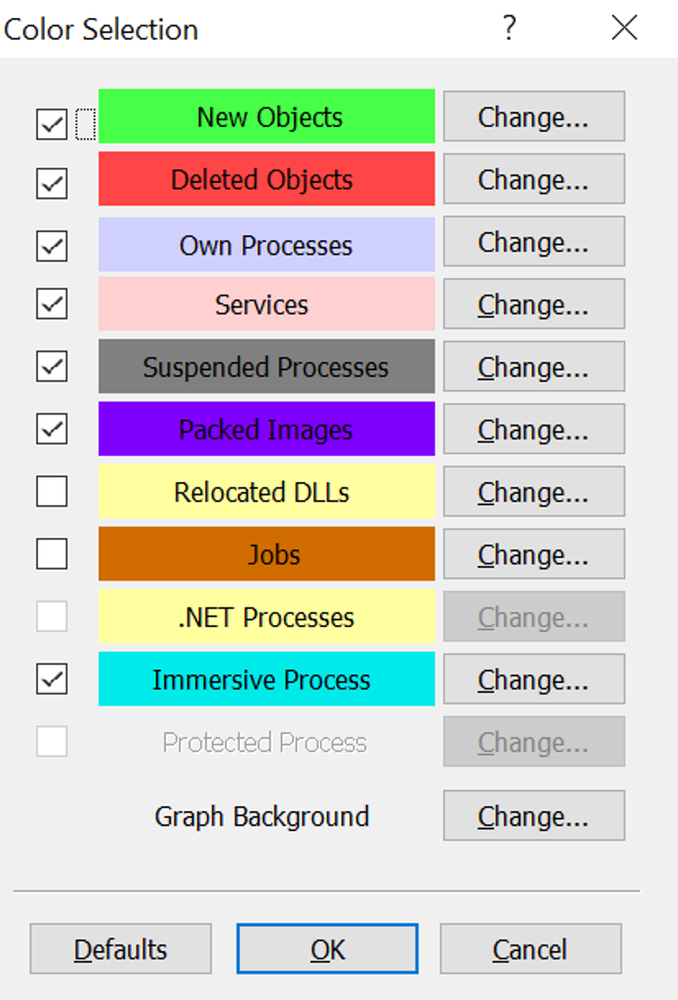 Color Selection ?
New Objects Change...
Deleted Objects Change...
Own Processes Change...
Services Change...
Suspended Processes Change...
Packed Images Change...
Relocated DLLs Change...
Jobs Change...
.NET Processes Change...
Immersive Process Change...
Protected Process Change...
Graph Background Change...
Defaults OK Cancel